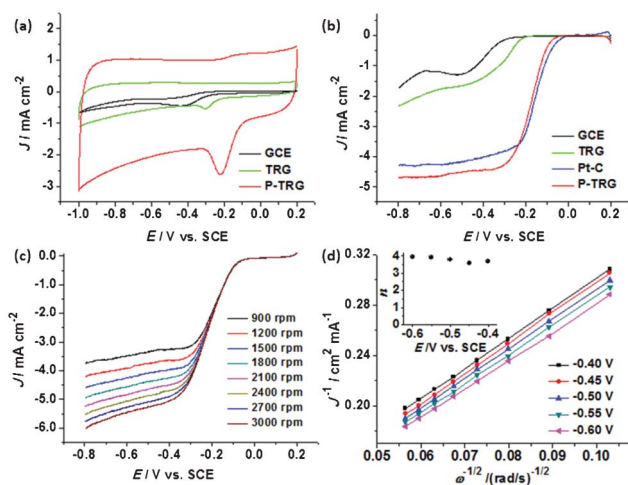 (a)
2
1
0
-1
-2
-3
J / mA cm⁻²
GCE
TRG
P-TRG
-1.0 -0.8 -0.6 -0.4 -0.2 0.0 0.2
E / V vs. SCE
(b)
0
-1
-2
-3
-4
-5
J / mA cm⁻²
GCE
TRG
Pt-C
P-TRG
-0.8 -0.6 -0.4 -0.2 0.0 0.2
E / V vs. SCE
(c)
0.0
-1.0
-2.0
-3.0
-4.0
-5.0
-6.0
J / mA cm⁻²
900 rpm
1200 rpm
1500 rpm
1800 rpm
2100 rpm
2400 rpm
2700 rpm
3000 rpm
-0.8 -0.6 -0.4 -0.2 0.0 0.2
E / V vs. SCE
(d)
0.32
0.28
0.24
0.20
J⁻¹ / cm² mA⁻¹
4
3
2
1
0
n
-0.6 -0.5 -0.4
E / V vs. SCE
-0.40 V
-0.45 V
-0.50 V
-0.55 V
-0.60 V
0.05 0.06 0.07 0.08 0.09 0.10 0.11
ω⁻¹/² /(rad/s)⁻¹/²